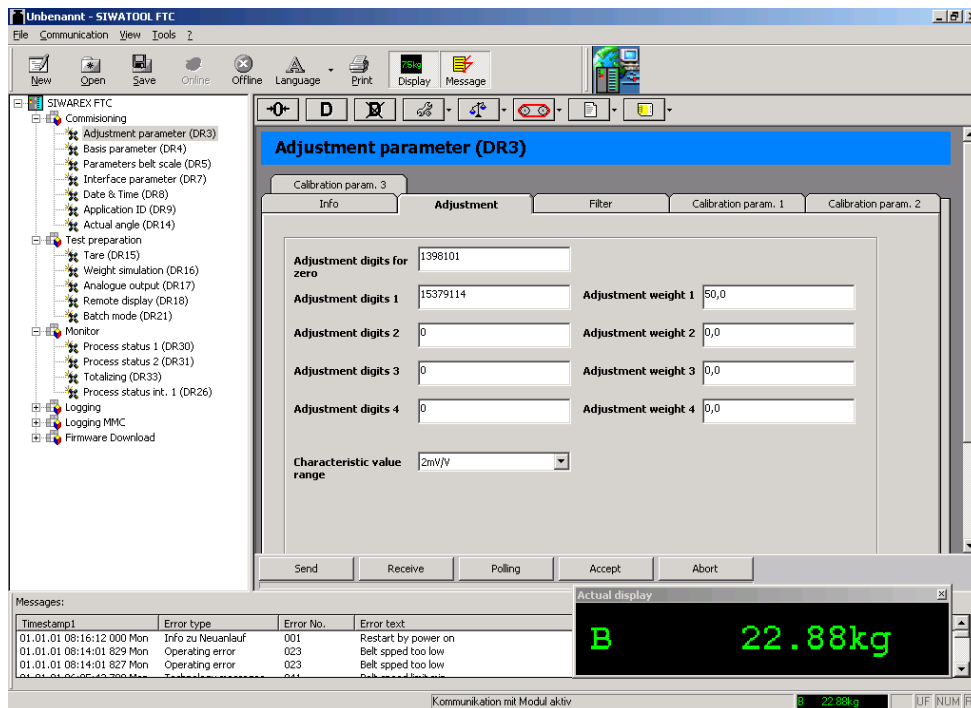 Unbenannt - SIWATOOL FTC
File Communication View Tools ?
New Open Save Online Offline Language Print Display Message
75kg
SIWAREX FTC
Commisioning
Adjustment parameter (DR3)
Basis parameter (DR4)
Parameters belt scale (DR5)
Interface parameter (DR7)
Date & Time (DR8)
Application ID (DR9)
Actual angle (DR14)
Test preparation
Tare (DR15)
Weight simulation (DR16)
Analogue output (DR17)
Remote display (DR18)
Batch mode (DR21)
Monitor
Process status 1 (DR30)
Process status 2 (DR31)
Totalizing (DR33)
Process status int. 1 (DR26)
Logging
Logging MMC
Firmware Download
0 D
Adjustment parameter (DR3)
Calibration param. 3
Info Adjustment Filter Calibration param. 1 Calibration param. 2
Adjustment digits for zero 1398101
Adjustment digits 1 15379114 Adjustment weight 1 50,0
Adjustment digits 2 0 Adjustment weight 2 0,0
Adjustment digits 3 0 Adjustment weight 3 0,0
Adjustment digits 4 0 Adjustment weight 4 0,0
Characteristic value range 2mV/V
Send Receive Polling Accept Abort
Messages:
Timestamp1 Error type Error No. Error text
01.01.01 08:16:12 000 Mon Info zu Neuanlauf 001 Restart by power on
01.01.01 08:14:01 829 Mon Operating error 023 Belt spped too low
01.01.01 08:14:01 827 Mon Operating error 023 Belt spped too low
Actual display
B 22.88kg
Kommunikation mit Modul aktiv
B 22.88kg
UF NUM